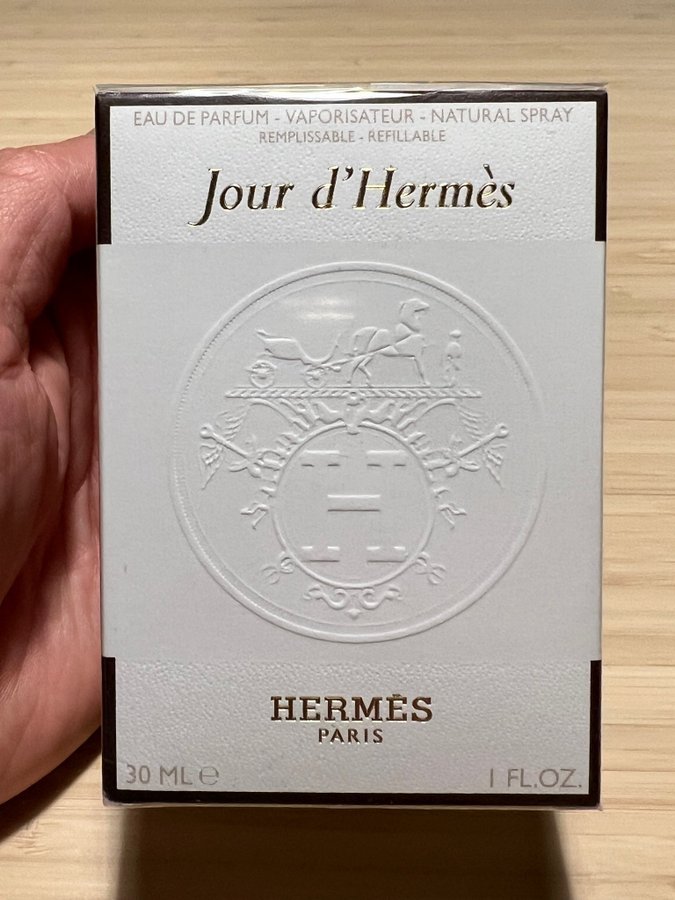 EAU DE PARFUM - VAPORISATEUR - NATURAL SPRAY
REMPLISSABLE - REFILLABLE
Jour d'Hermès
H
HERMÈS
PARIS
30 ML ℮ 1 FL.OZ.